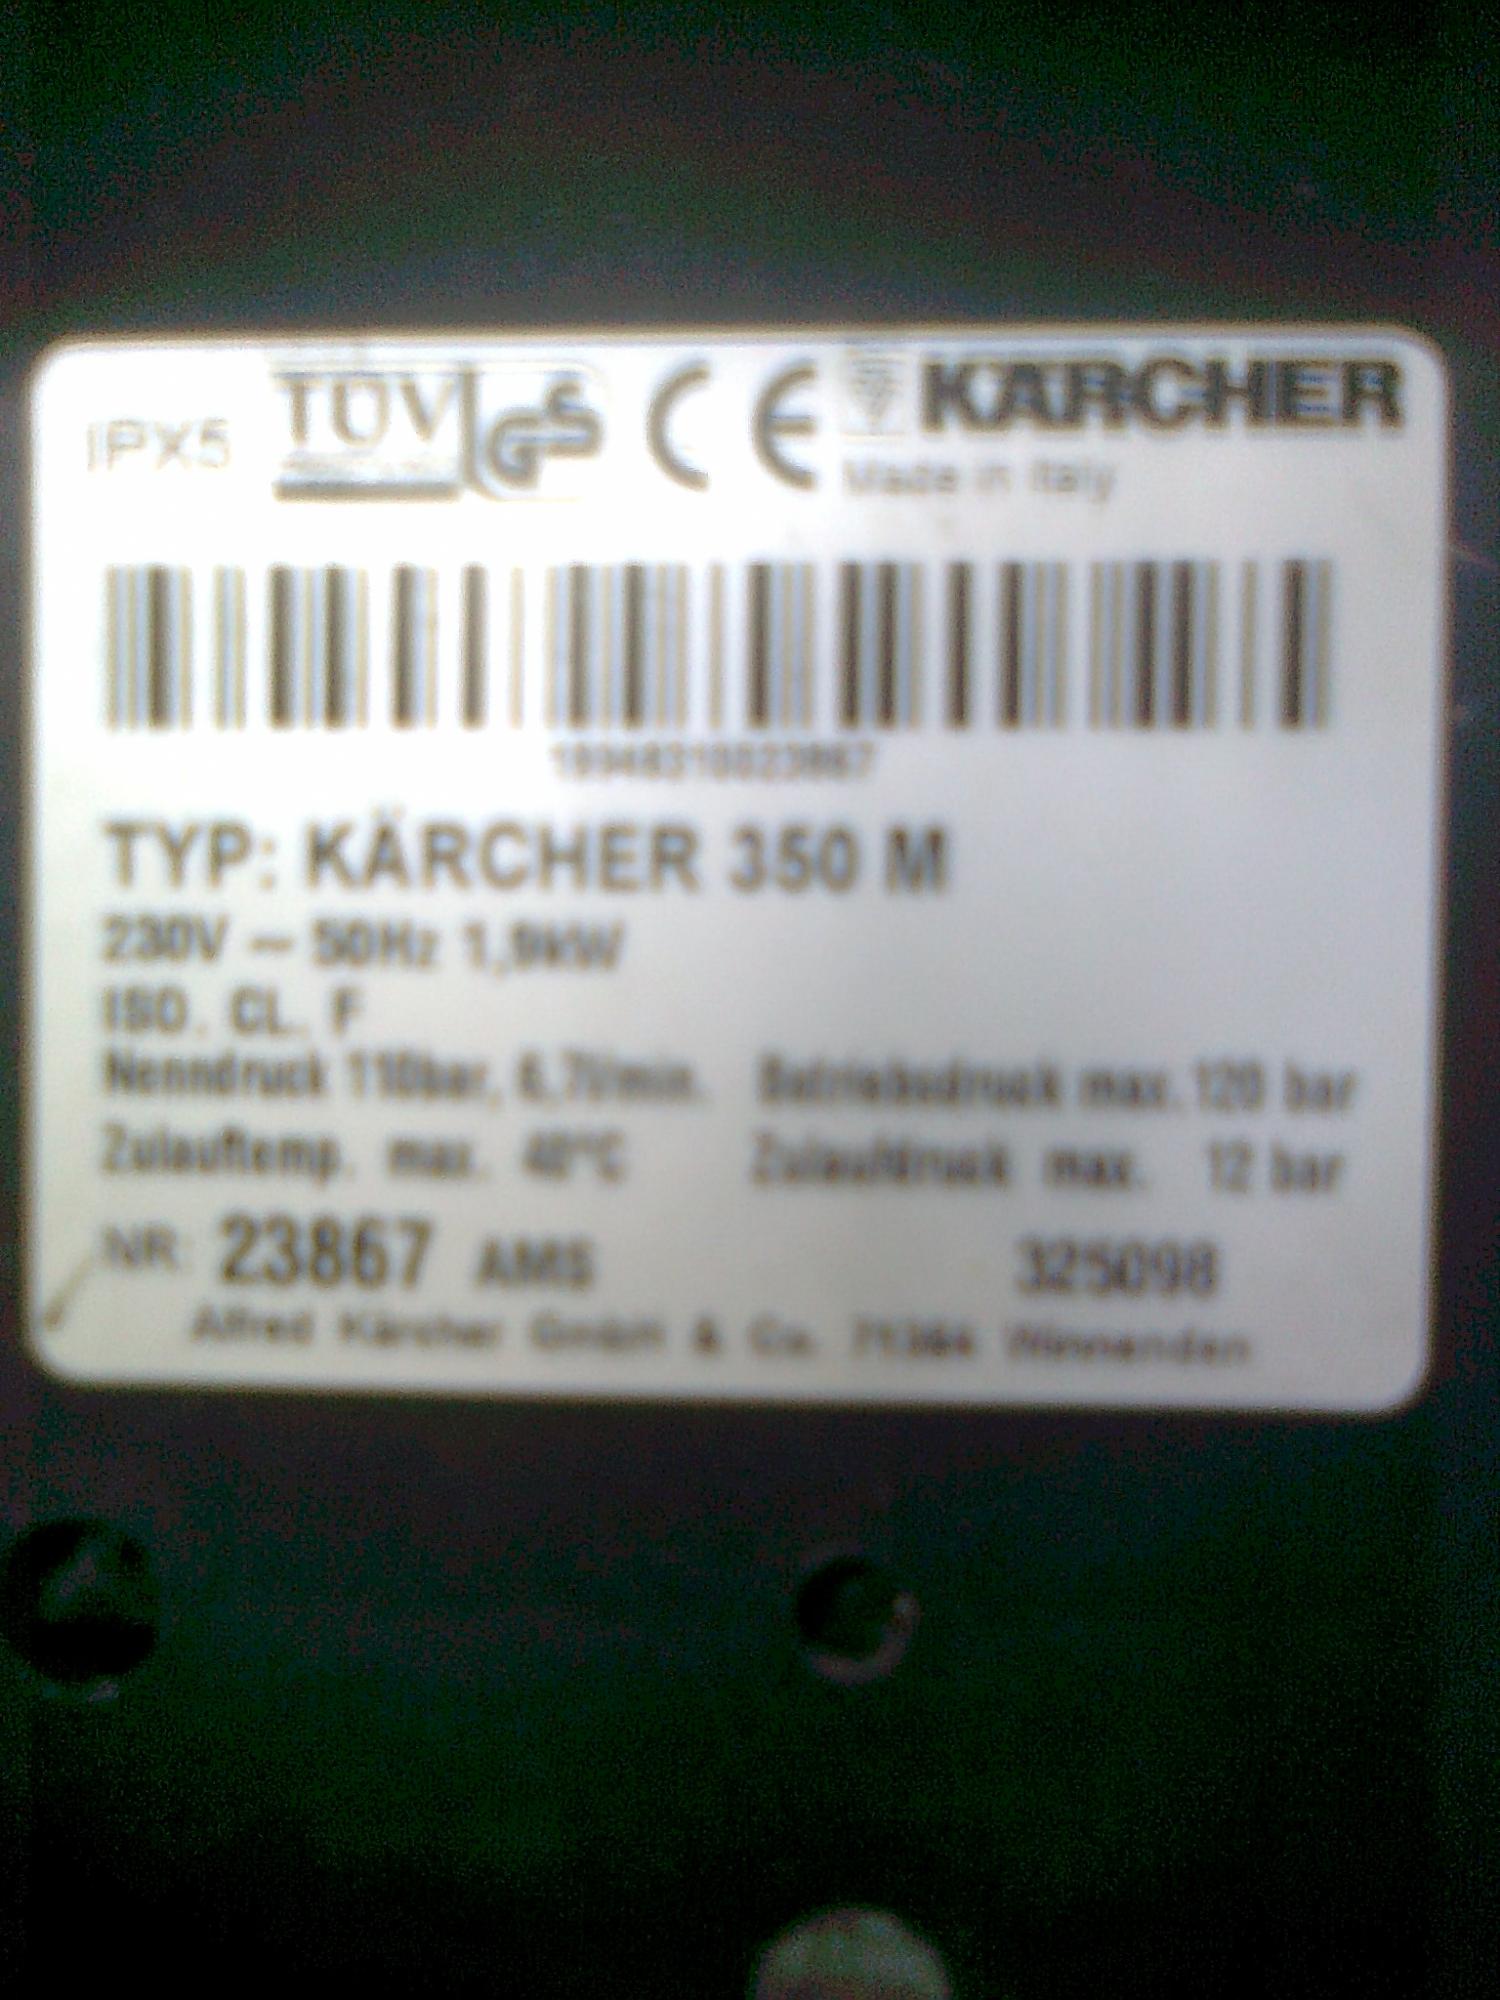 IPX5 TÜV GS CE KÄRCHER
Made in Italy
TYP: KÄRCHER 350 M
230V ~ 50Hz 1,9kW
ISO. CL. F
Nenndruck 110bar, 6,7l/min. Betriebsdruck max. 120 bar
Zulauftemp. max. 40°C Zulaufdruck max. 12 bar
NR: 23867 AMS 325098
Alfred Kärcher GmbH & Co. 71364 Winnenden